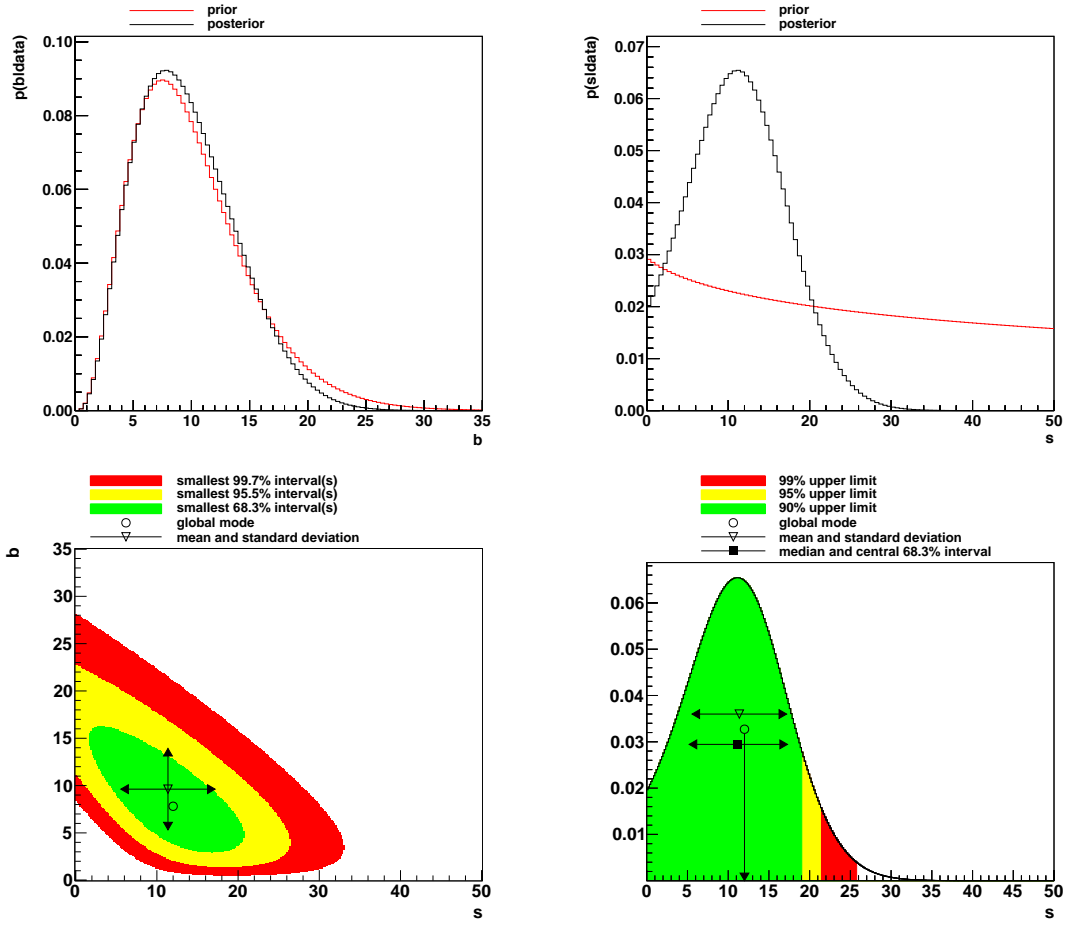 prior
posterior
p(b|data)
0.10
0.08
0.06
0.04
0.02
0.00
0 5 10 15 20 25 30 35
b
prior
posterior
p(s|data)
0.07
0.06
0.05
0.04
0.03
0.02
0.01
0.00
0 10 20 30 40 50
s
smallest 99.7% interval(s)
smallest 95.5% interval(s)
smallest 68.3% interval(s)
global mode
mean and standard deviation
b
35
30
25
20
15
10
5
0
0 10 20 30 40 50
s
99% upper limit
95% upper limit
90% upper limit
global mode
mean and standard deviation
median and central 68.3% interval
0.06
0.05
0.04
0.03
0.02
0.01
0 5 10 15 20 25 30 35 40 45 50
s